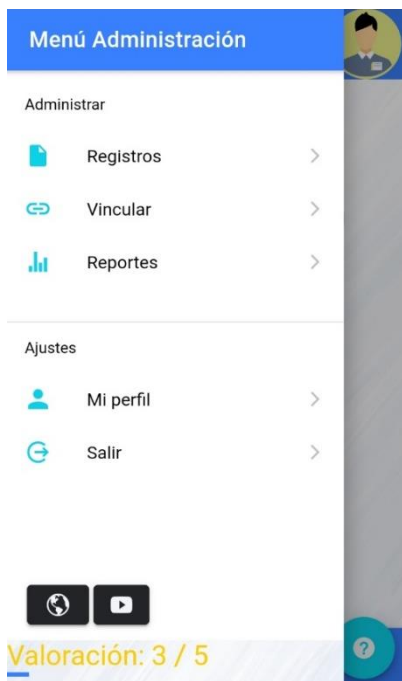 Menú Administración
Administrar
Registros
Vincular
Reportes
Ajustes
Mi perfil
Salir
Valoración: 3 / 5
?